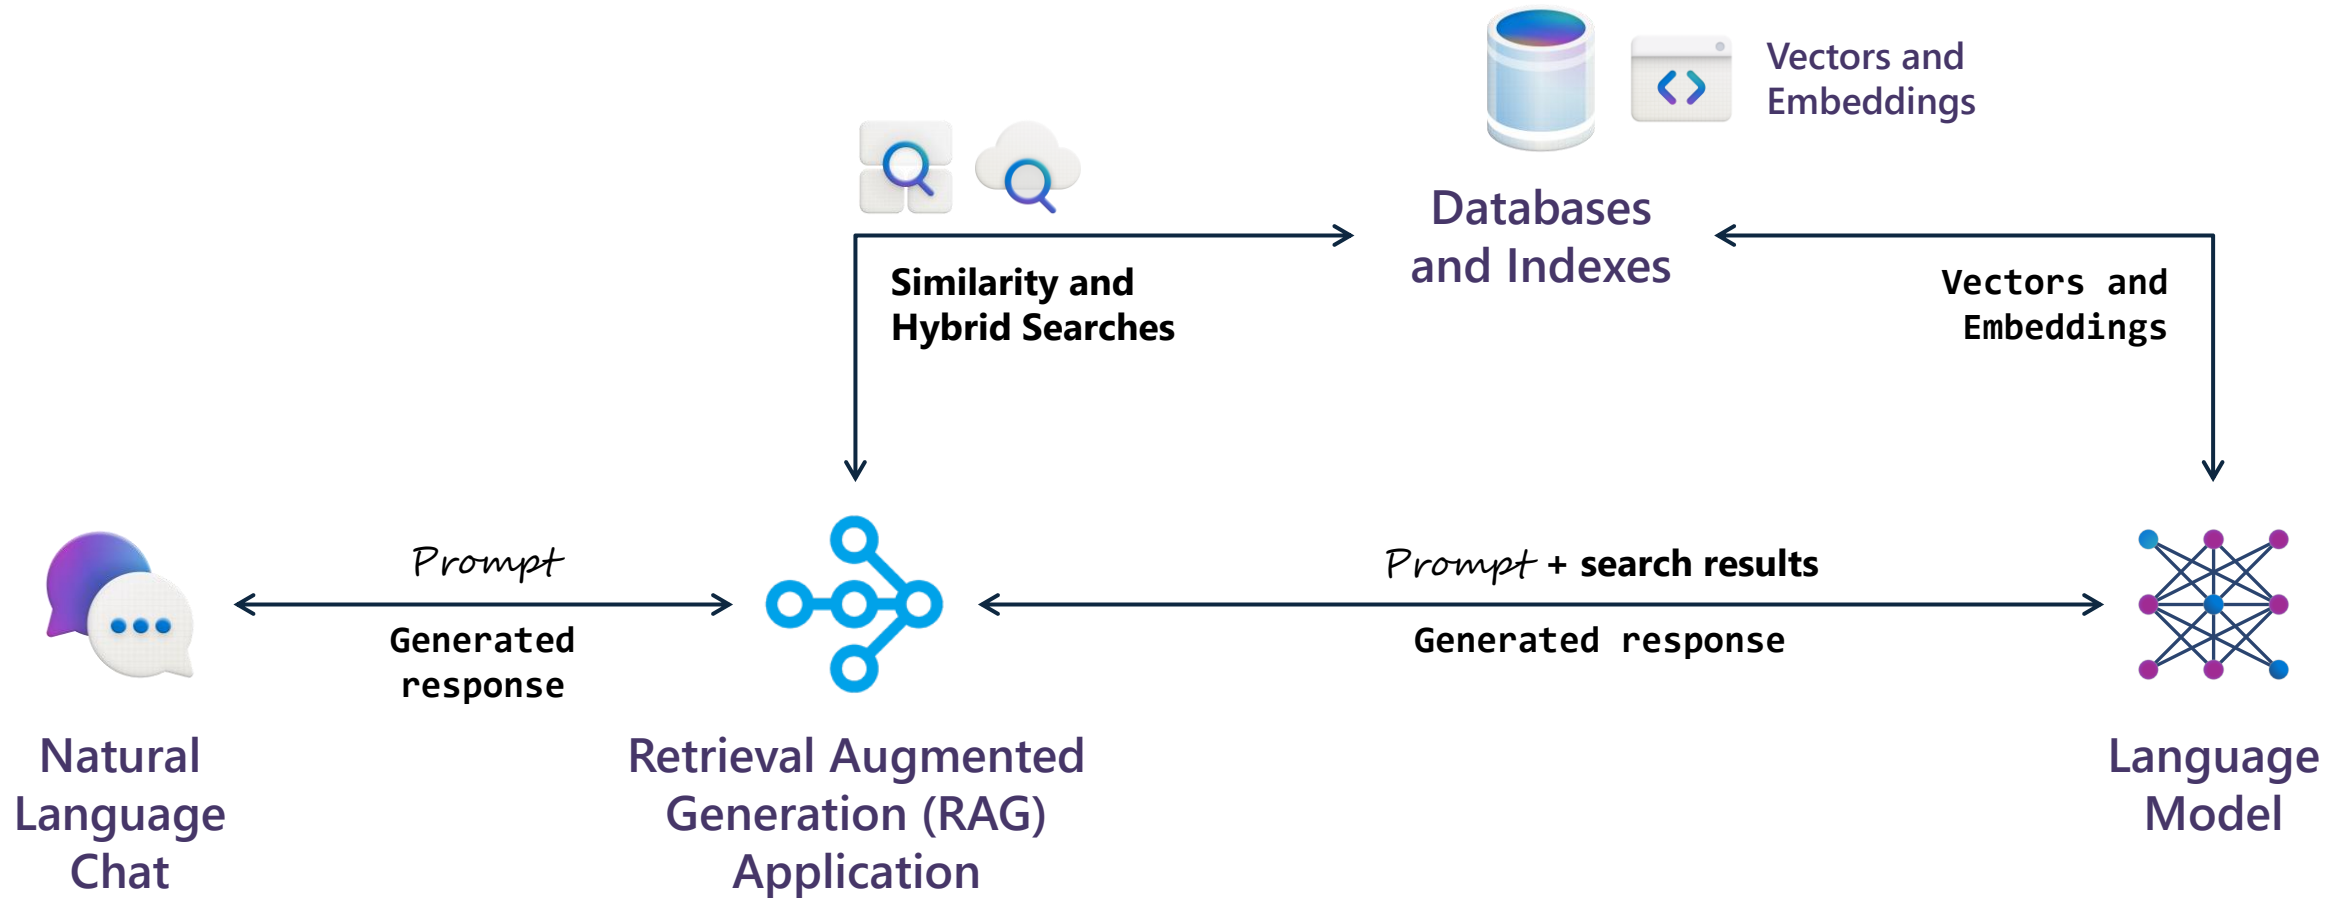 Vectors and
Embeddings
Databases
and Indexes
Similarity and
Hybrid Searches
Vectors and
Embeddings
Prompt
Generated
response
Prompt + search results
Generated response
Natural
Language
Chat
Retrieval Augmented
Generation (RAG)
Application
Language
Model